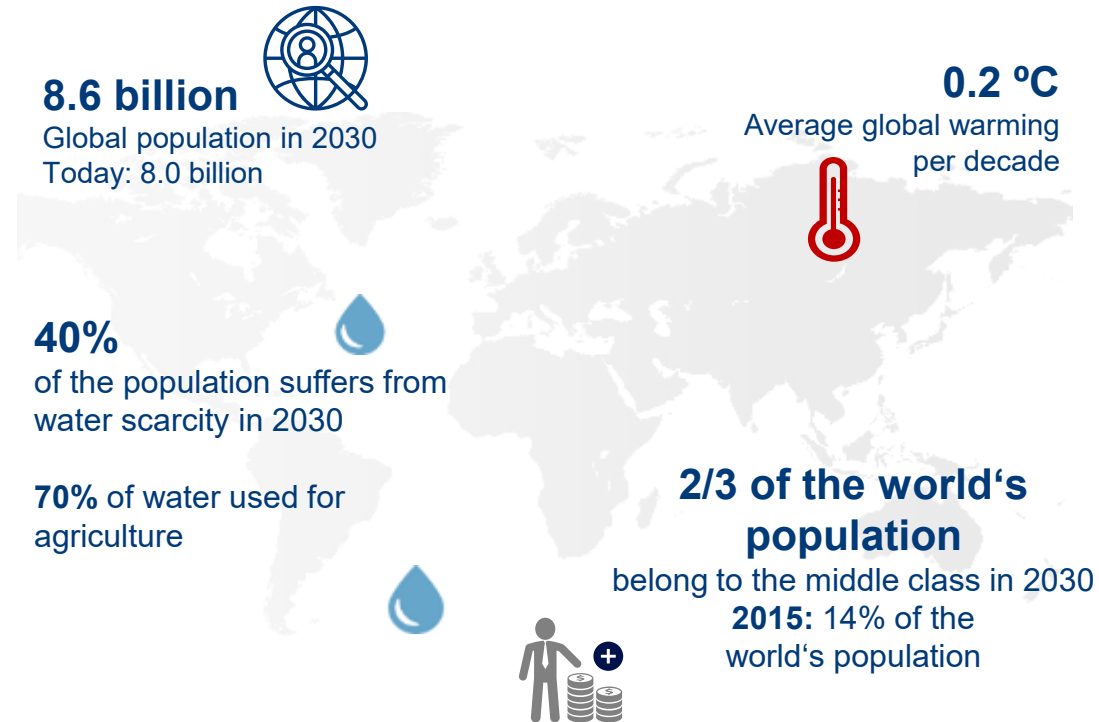 8.6 billion
Global population in 2030
Today: 8.0 billion
0.2 ºC
Average global warming
per decade
40%
of the population suffers from
water scarcity in 2030
70% of water used for
agriculture
2/3 of the world‘s
population
belong to the middle class in 2030
2015: 14% of the
world‘s population
$
$